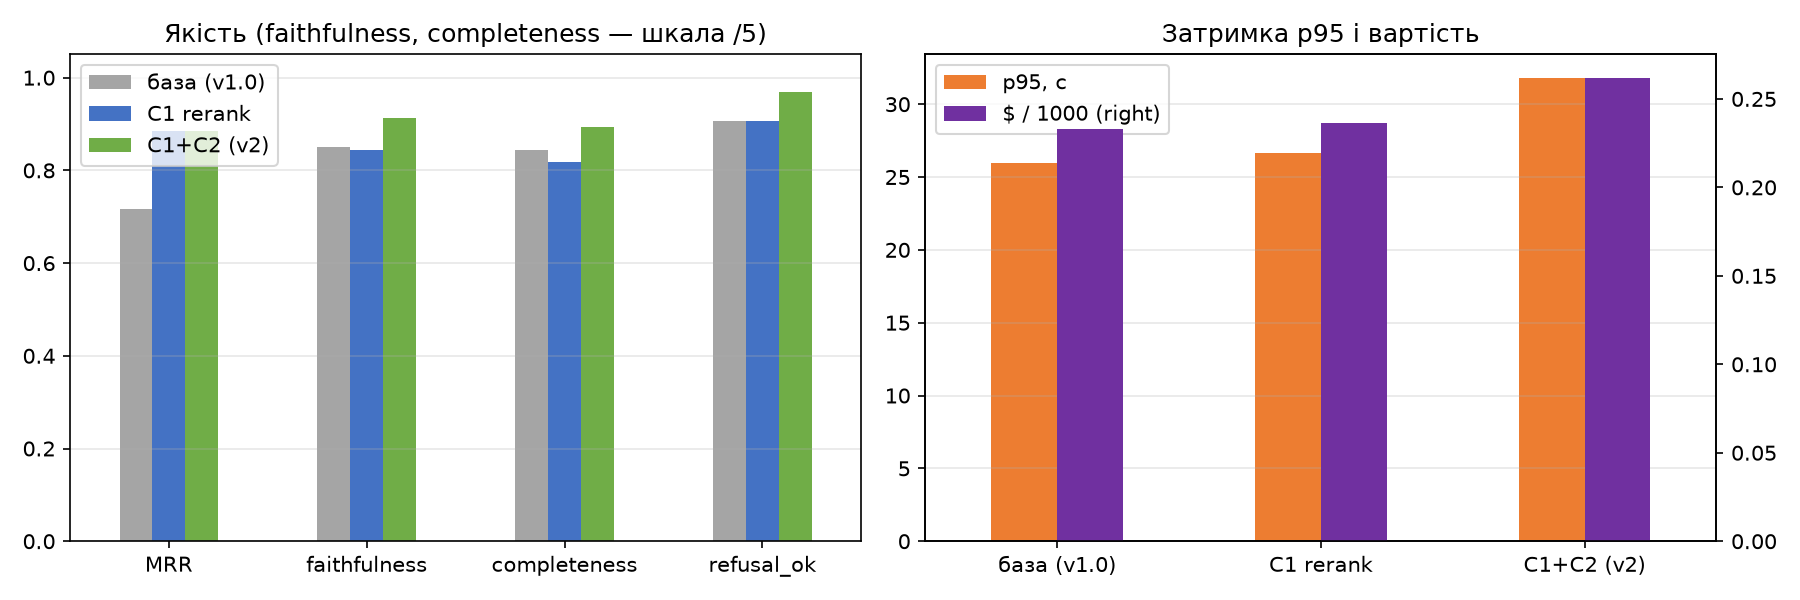 Якість (faithfulness, completeness — шкала /5)
1.0
0.8
0.6
0.4
0.2
0.0
база (v1.0)
C1 rerank
C1+C2 (v2)
MRR faithfulness completeness refusal_ok
Затримка p95 і вартість
30
25
20
15
10
5
0
p95, с
$ / 1000 (right)
0.25
0.20
0.15
0.10
0.05
0.00
база (v1.0) C1 rerank C1+C2 (v2)